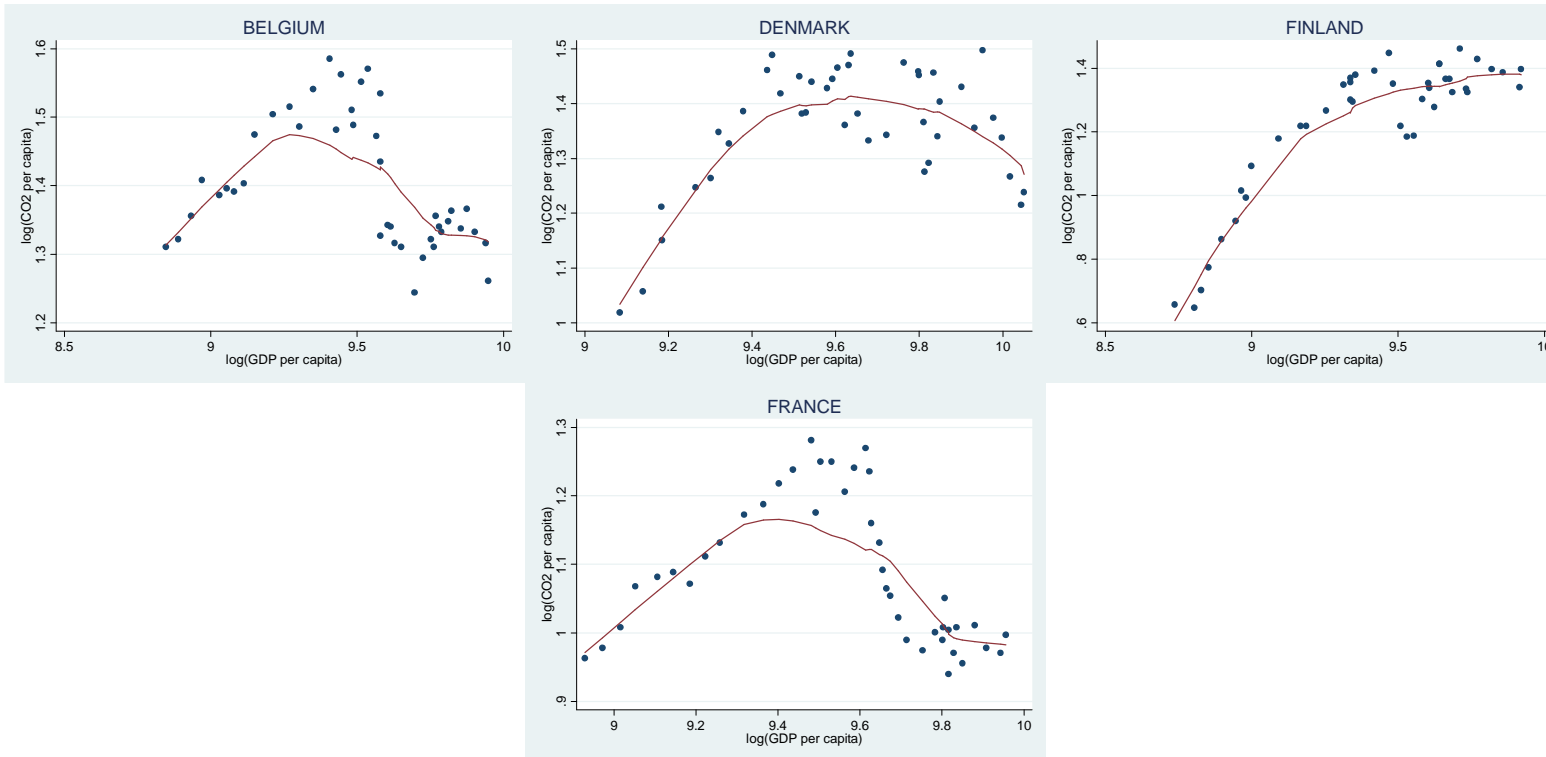 BELGIUM
log(CO2 per capita)
1.2 1.3 1.4 1.5 1.6
8.5 9 9.5 10
log(GDP per capita)
DENMARK
log(CO2 per capita)
1 1.1 1.2 1.3 1.4 1.5
9 9.2 9.4 9.6 9.8 10
log(GDP per capita)
FINLAND
log(CO2 per capita)
.6 .8 1 1.2 1.4
8.5 9 9.5 10
log(GDP per capita)
FRANCE
log(CO2 per capita)
.9 1 1.1 1.2 1.3
9 9.2 9.4 9.6 9.8 10
log(GDP per capita)